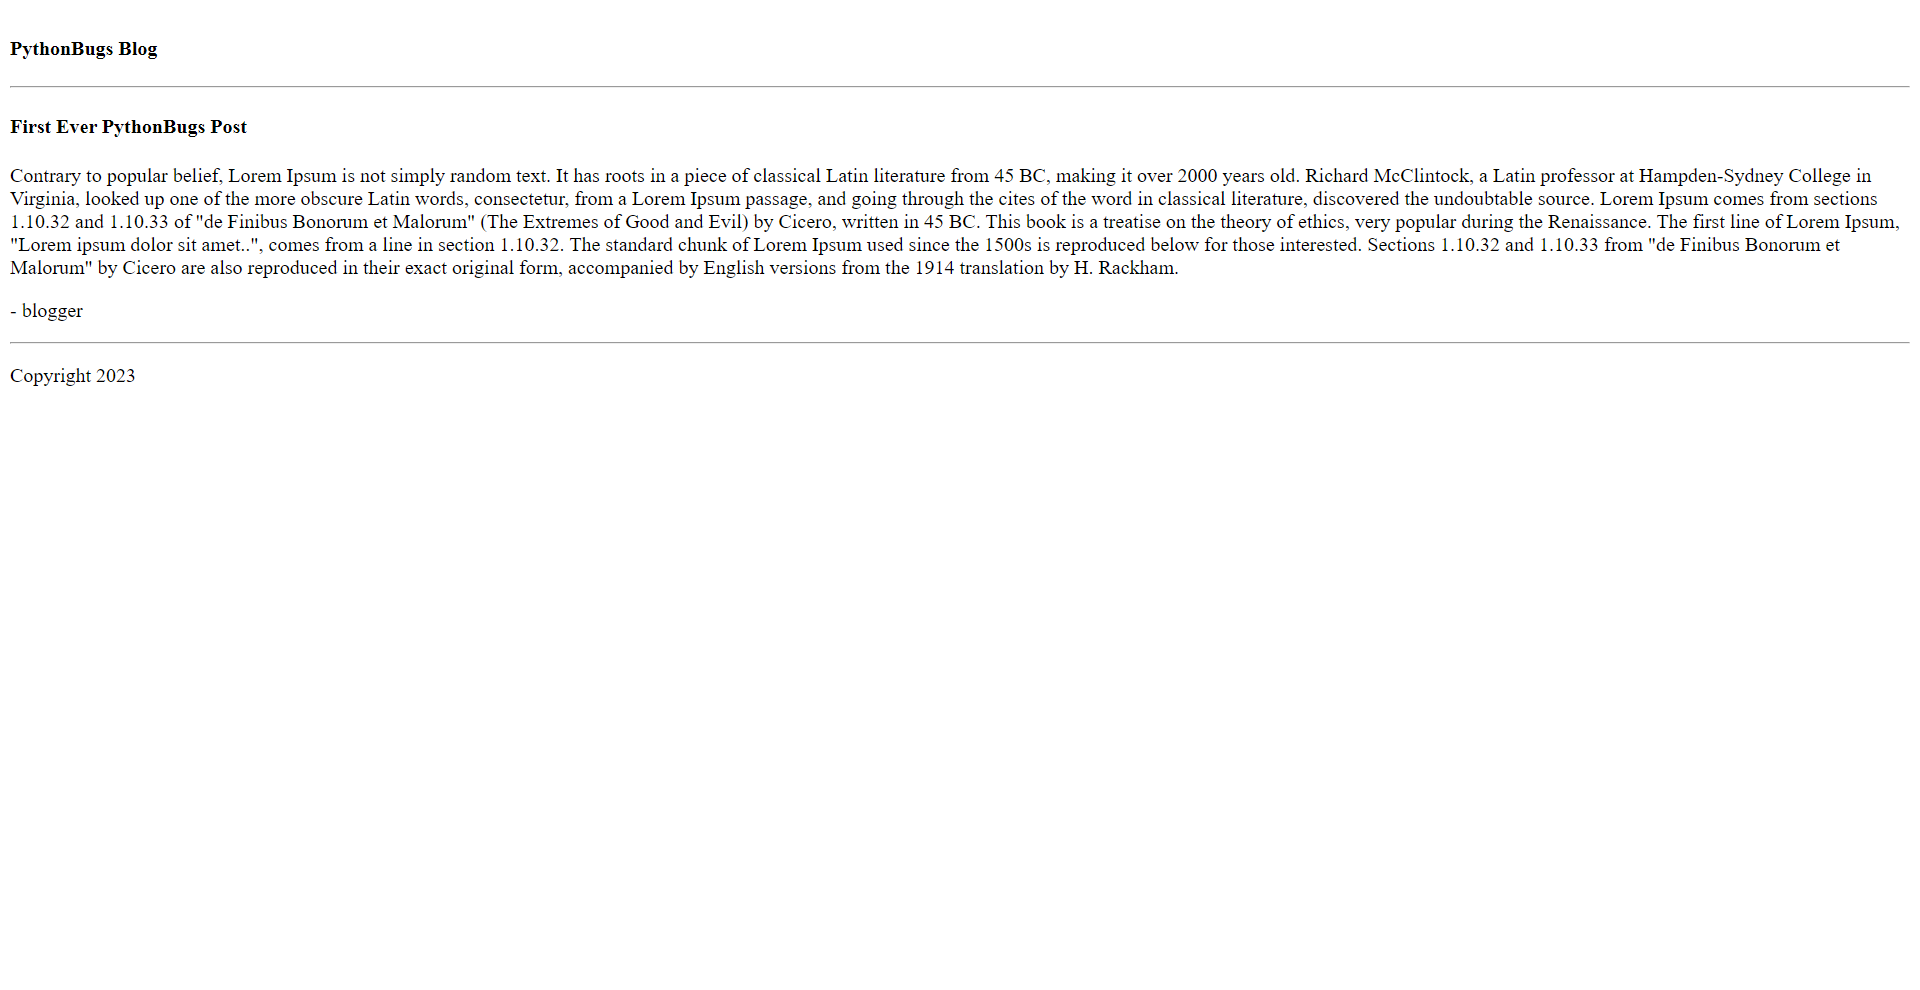 PythonBugs Blog
First Ever PythonBugs Post
Contrary to popular belief, Lorem Ipsum is not simply random text. It has roots in a piece of classical Latin literature from 45 BC, making it over 2000 years old. Richard McClintock, a Latin professor at Hampden-Sydney College in
Virginia, looked up one of the more obscure Latin words, consectetur, from a Lorem Ipsum passage, and going through the cites of the word in classical literature, discovered the undoubtable source. Lorem Ipsum comes from sections
1.10.32 and 1.10.33 of "de Finibus Bonorum et Malorum" (The Extremes of Good and Evil) by Cicero, written in 45 BC. This book is a treatise on the theory of ethics, very popular during the Renaissance. The first line of Lorem Ipsum,
"Lorem ipsum dolor sit amet..", comes from a line in section 1.10.32. The standard chunk of Lorem Ipsum used since the 1500s is reproduced below for those interested. Sections 1.10.32 and 1.10.33 from "de Finibus Bonorum et
Malorum" by Cicero are also reproduced in their exact original form, accompanied by English versions from the 1914 translation by H. Rackham.
- blogger
Copyright 2023